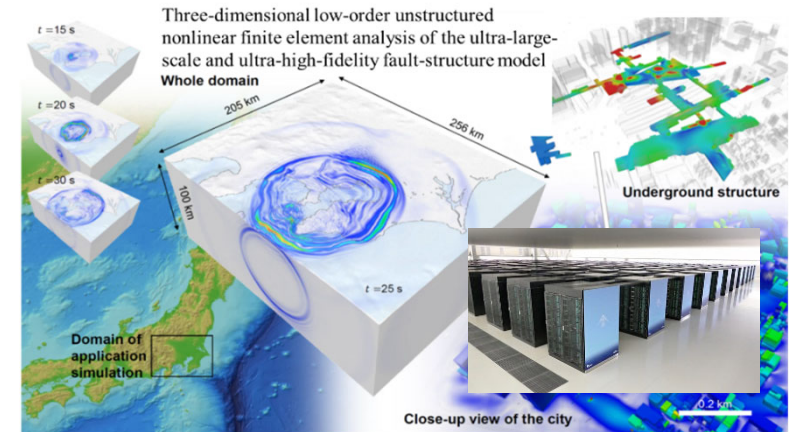 Three-dimensional low-order unstructured
nonlinear finite element analysis of the ultra-large-
scale and ultra-high-fidelity fault-structure model
Whole domain
t =15 s
205 km
256 km
t =20 s
t =30 s
100 km
Underground structure
t =25 s
Domain of
application
simulation
0.2 km
Close-up view of the city